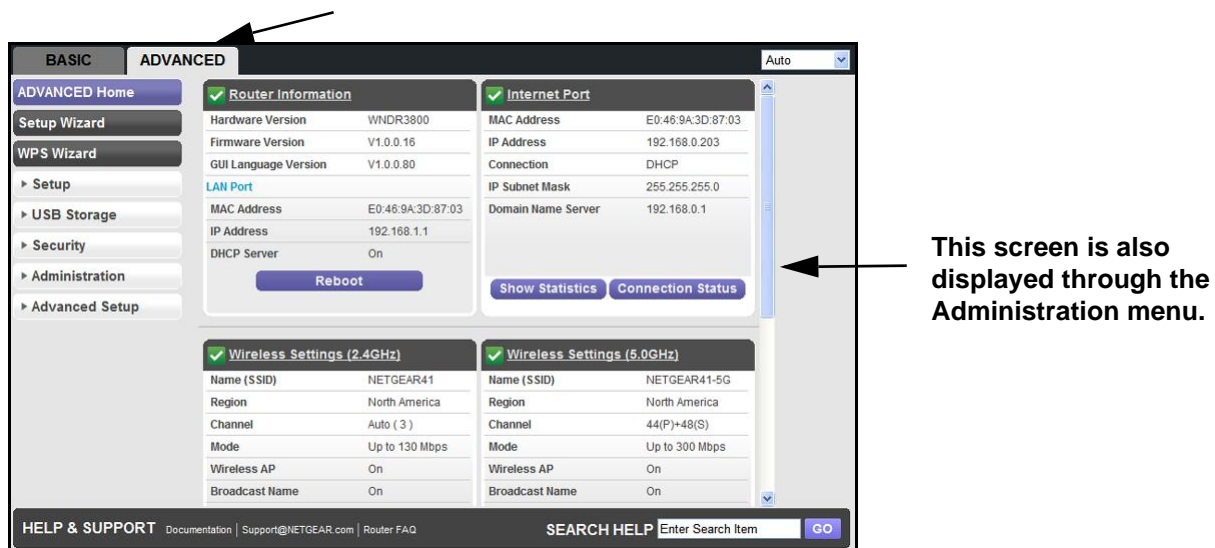 BASIC ADVANCED Auto
ADVANCED Home
Setup Wizard
WPS Wizard
Setup
USB Storage
Security
Administration
Advanced Setup
Router Information
Hardware Version WNDR3800
Firmware Version V1.0.0.16
GUI Language Version V1.0.0.80
LAN Port
MAC Address E0:46:9A:3D:87:03
IP Address 192.168.1.1
DHCP Server On
Reboot
Internet Port
MAC Address E0:46:9A:3D:87:03
IP Address 192.168.0.203
Connection DHCP
IP Subnet Mask 255.255.255.0
Domain Name Server 192.168.0.1
Show Statistics Connection Status
Wireless Settings (2.4GHz)
Name (SSID) NETGEAR41
Region North America
Channel Auto ( 3 )
Mode Up to 130 Mbps
Wireless AP On
Broadcast Name On
Wireless Settings (5.0GHz)
Name (SSID) NETGEAR41-5G
Region North America
Channel 44(P)+48(S)
Mode Up to 300 Mbps
Wireless AP On
Broadcast Name On
HELP & SUPPORT Documentation | Support@NETGEAR.com | Router FAQ SEARCH HELP Enter Search Item GO
This screen is also
displayed through the
Administration menu.